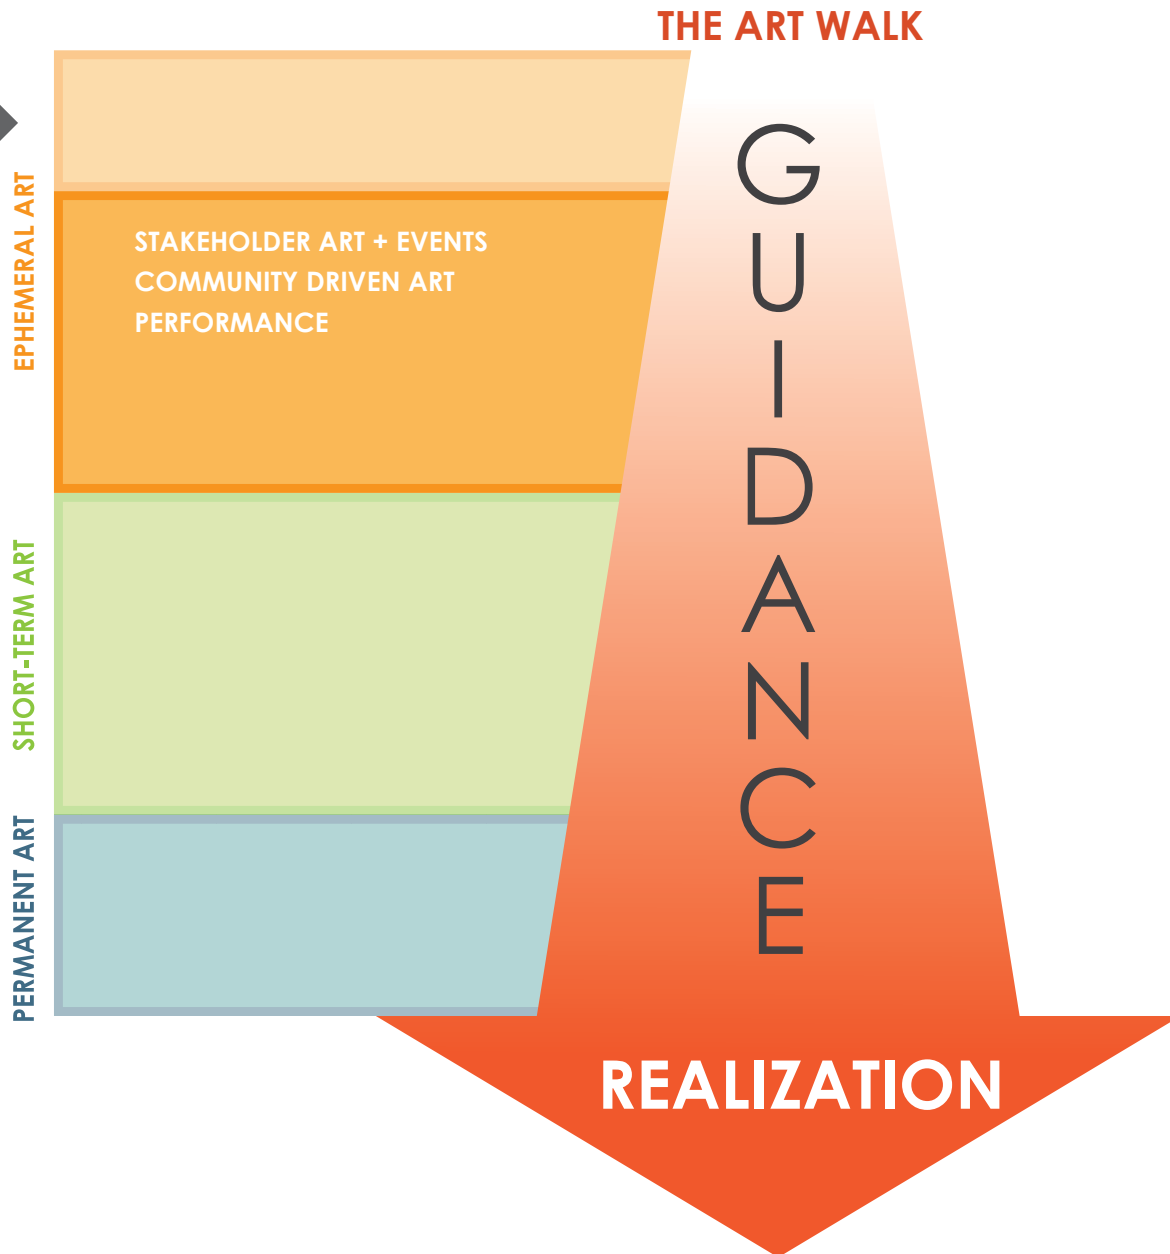 THE ART WALK
EPHEMERAL ART
STAKEHOLDER ART + EVENTS
COMMUNITY DRIVEN ART
PERFORMANCE
SHORT-TERM ART
PERMANENT ART
GUIDANCE
REALIZATION